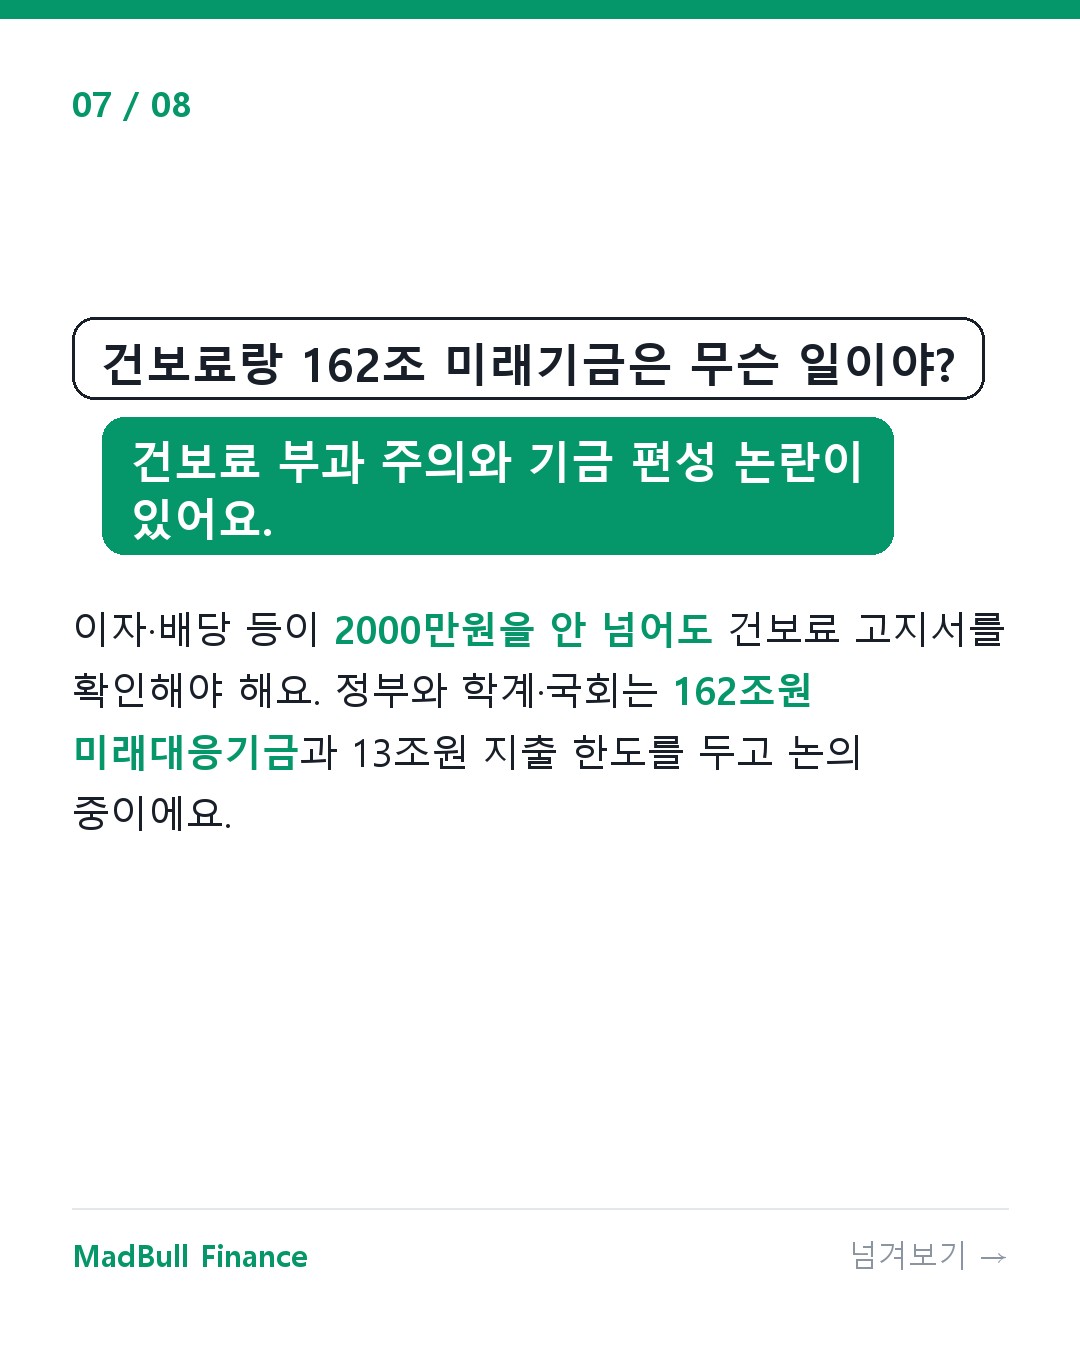 07 / 08
건보료랑 162조 미래기금은 무슨 일이야?
건보료 부과 주의와 기금 편성 논란이
있어요.
이자·배당 등이 2000만원을 안 넘어도 건보료 고지서를
확인해야 해요. 정부와 학계·국회는 162조원
미래대응기금과 13조원 지출 한도를 두고 논의
중이에요.
MadBull Finance
넘겨보기 →